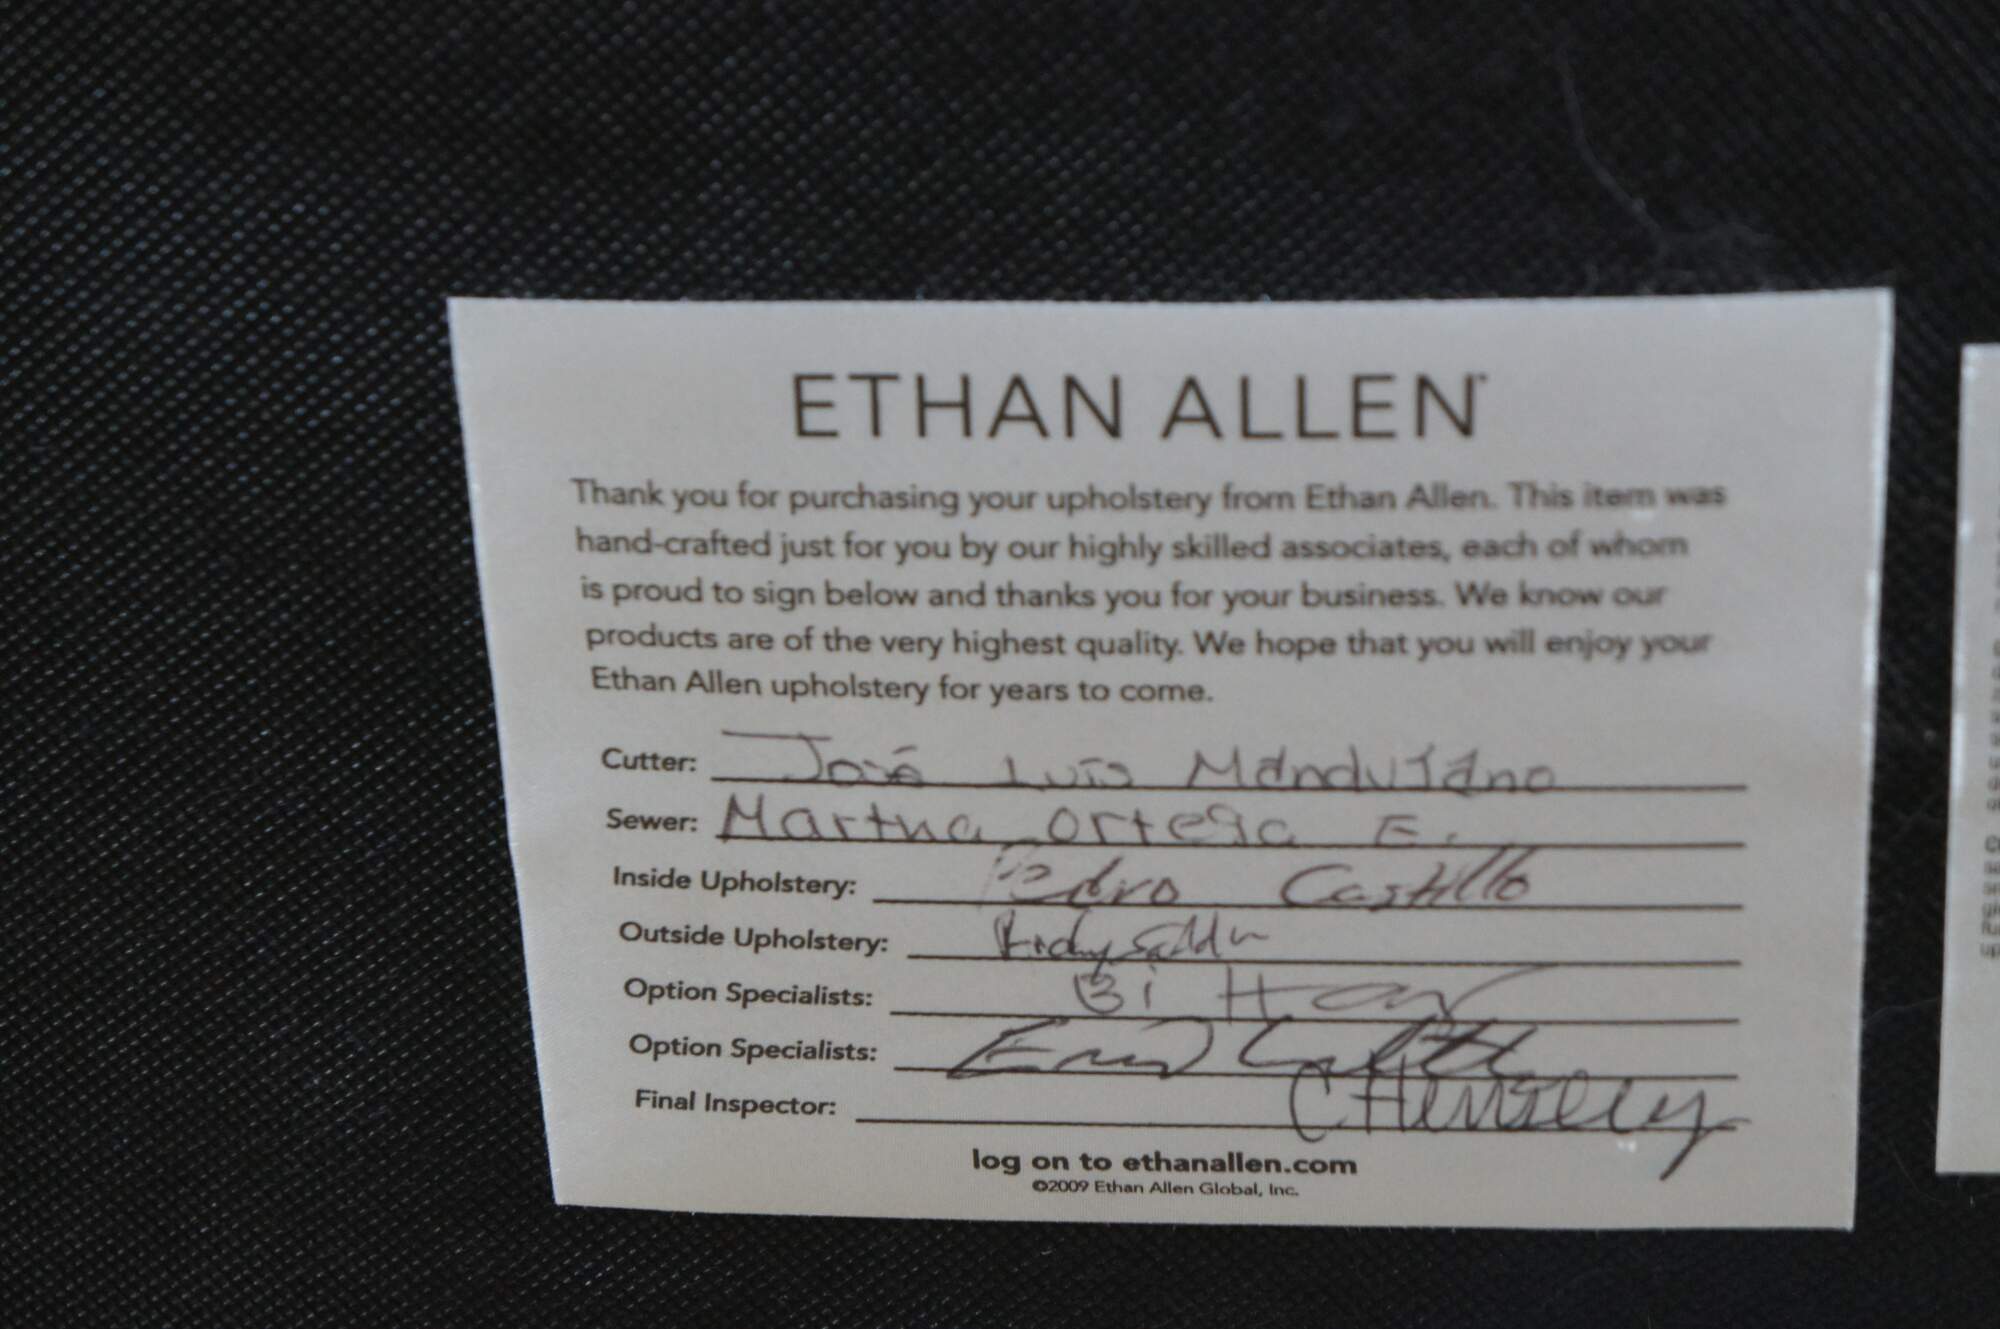 ETHAN ALLEN
Thank you for purchasing your upholstery from Ethan Allen. This item was
hand-crafted just for you by our highly skilled associates, each of whom
is proud to sign below and thanks you for your business. We know our
products are of the very highest quality. We hope that you will enjoy your
Ethan Allen upholstery for years to come.
Cutter: José Luis Mandujano
Sewer: Martha Ortega E.
Inside Upholstery: Pedro Castillo
Outside Upholstery:
Option Specialists: Bi
Option Specialists:
Final Inspector:
log on to ethanallen.com
©2009 Ethan Allen Global, Inc.